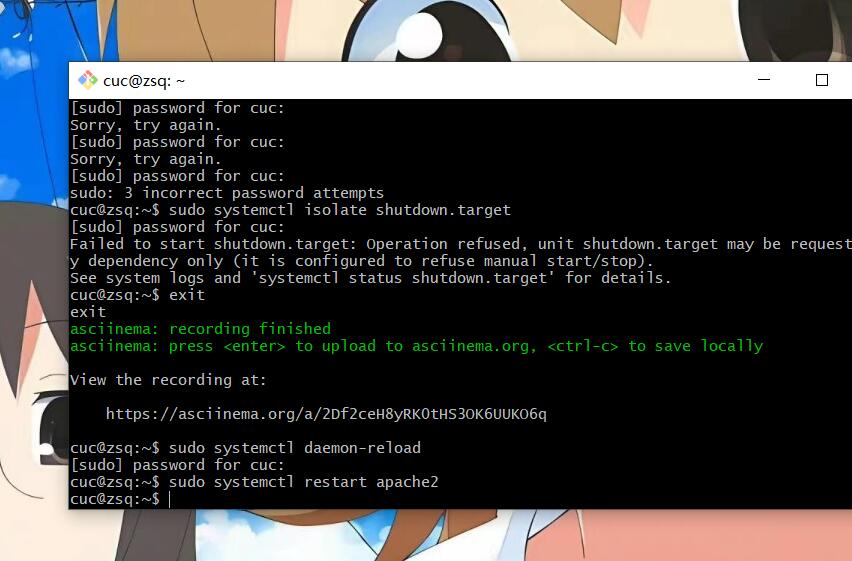 cuc@zsq: ~
[sudo] password for cuc:
Sorry, try again.
[sudo] password for cuc:
Sorry, try again.
[sudo] password for cuc:
sudo: 3 incorrect password attempts
cuc@zsq:~$ sudo systemctl isolate shutdown.target
[sudo] password for cuc:
Failed to start shutdown.target: Operation refused, unit shutdown.target may be request
y dependency only (it is configured to refuse manual start/stop).
See system logs and 'systemctl status shutdown.target' for details.
cuc@zsq:~$ exit
exit
asciinema: recording finished
asciinema: press <enter> to upload to asciinema.org, <ctrl-c> to save locally
View the recording at:
https://asciinema.org/a/2Df2ceH8yRKOtHS3OK6UUKO6q
cuc@zsq:~$ sudo systemctl daemon-reload
[sudo] password for cuc:
cuc@zsq:~$ sudo systemctl restart apache2
cuc@zsq:~$